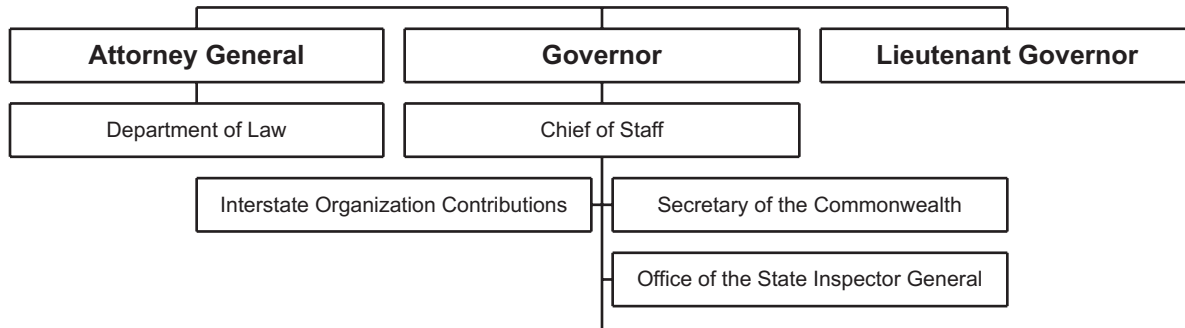 Attorney General
Governor
Lieutenant Governor
Department of Law
Chief of Staff
Interstate Organization Contributions
Secretary of the Commonwealth
Office of the State Inspector General